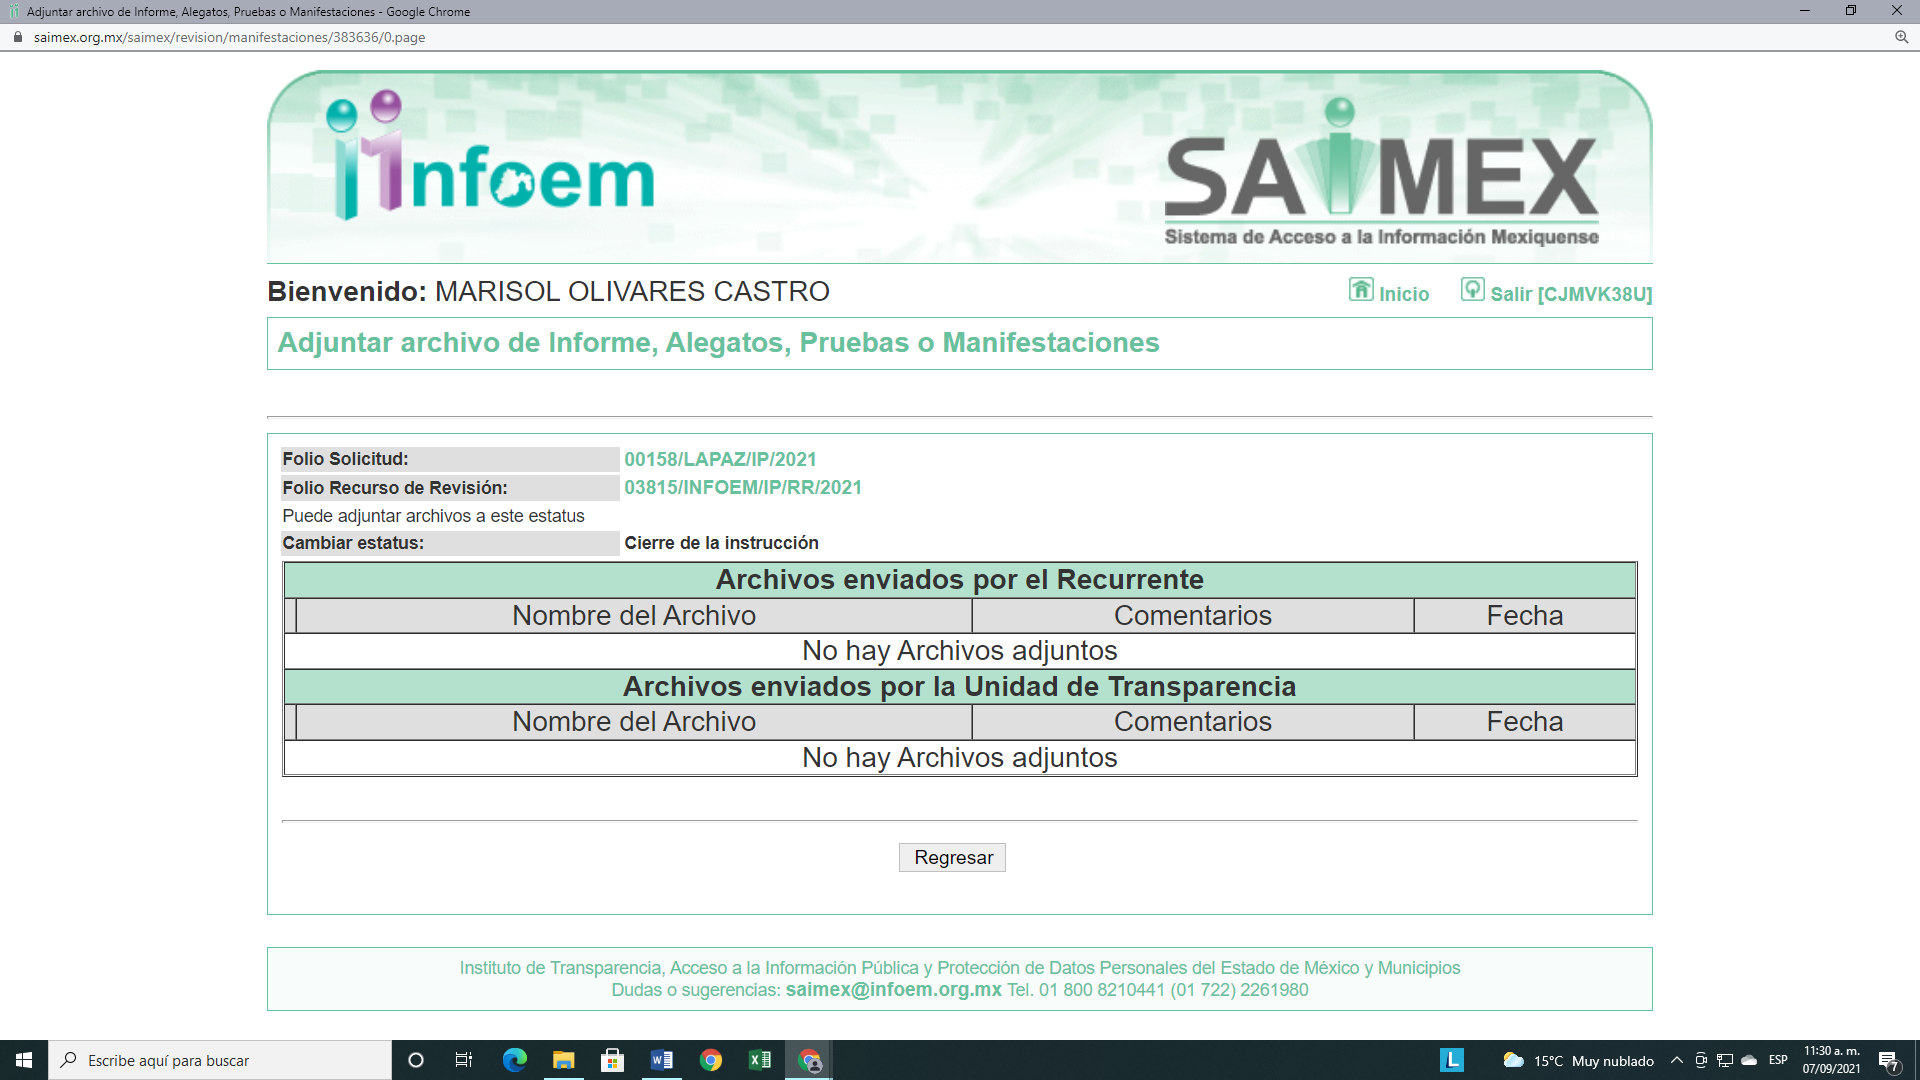 Adjuntar archivo de Informe, Alegatos, Pruebas o Manifestaciones - Google Chrome
saimex.org.mx/saimex/revision/manifestaciones/383636/0.page
infoem
SAIMEX
Sistema de Acceso a la Información Mexiquense
Bienvenido: MARISOL OLIVARES CASTRO
Inicio
Salir [CJMVK38U]
Adjuntar archivo de Informe, Alegatos, Pruebas o Manifestaciones
Folio Solicitud: 00158/LAPAZ/IP/2021
Folio Recurso de Revisión: 03815/INFOEM/IP/RR/2021
Puede adjuntar archivos a este estatus
Cambiar estatus: Cierre de la instrucción
Archivos enviados por el Recurrente
Nombre del Archivo Comentarios Fecha
No hay Archivos adjuntos
Archivos enviados por la Unidad de Transparencia
Nombre del Archivo Comentarios Fecha
No hay Archivos adjuntos
Regresar
Instituto de Transparencia, Acceso a la Información Pública y Protección de Datos Personales del Estado de México y Municipios
Dudas o sugerencias: saimex@infoem.org.mx Tel. 01 800 8210441 (01 722) 2261980
Escribe aquí para buscar
L
15°C Muy nublado
ESP
11:30 a. m.
07/09/2021
7